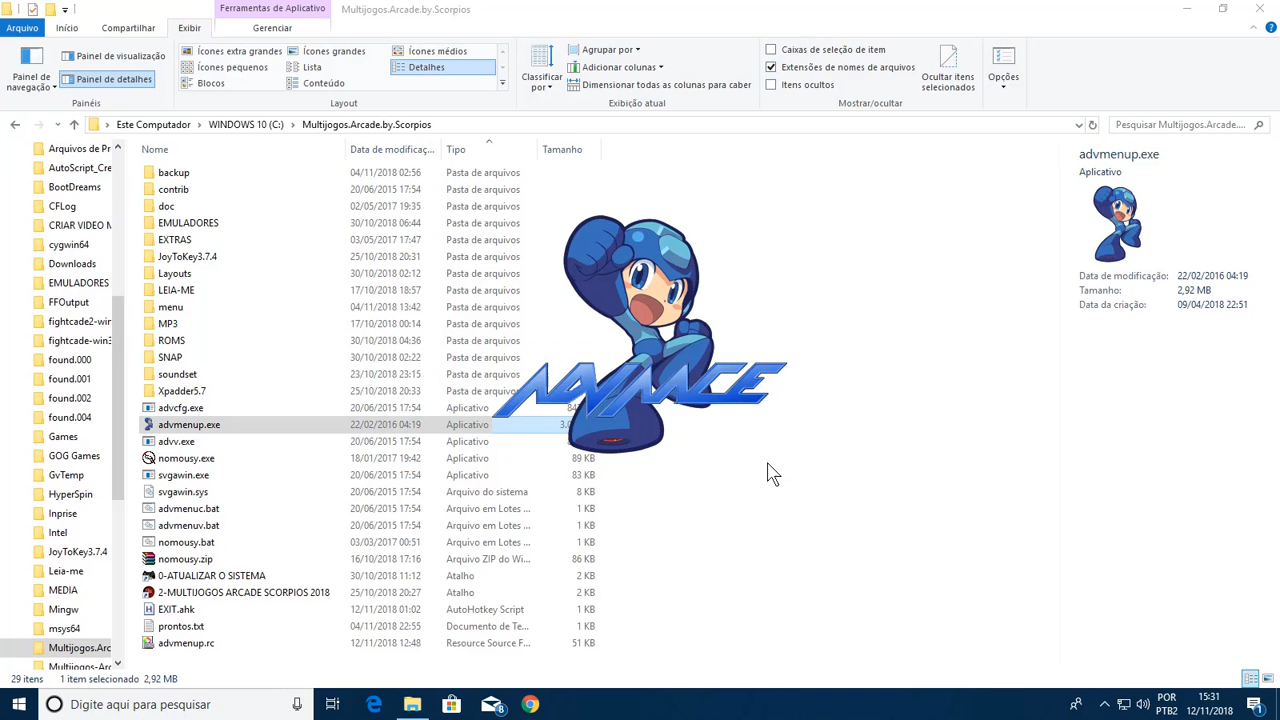 Ferramentas de Aplicativo
Multijogos.Arcade.by.Scorpios
Arquivo Início Compartilhar Exibir Gerenciar
Painel de navegação
Painel de visualização
Painel de detalhes
Painéis
Ícones extra grandes Ícones grandes Ícones médios
Ícones pequenos Lista Detalhes
Blocos Conteúdo
Layout
Classificar por
Agrupar por
Adicionar colunas
Dimensionar todas as colunas para caber
Exibição atual
Caixas de seleção de item
Extensões de nomes de arquivos
Itens ocultos
Ocultar itens selecionados
Mostrar/ocultar
Opções
Este Computador WINDOWS 10 (C:) Multijogos.Arcade.by.Scorpios
Pesquisar Multijogos.Arcade....
Arquivos de Pr
AutoScript_Cre
BootDreams
CFLog
CRIAR VIDEO M
cygwin64
Downloads
EMULADORES
FFOutput
fightcade2-win
fightcade-win3
found.000
found.001
found.002
found.004
Games
GOG Games
GvTemp
HyperSpin
Inprise
Intel
JoyToKey3.7.4
Leia-me
MEDIA
Mingw
msys64
Multijogos.Arc
Multijogos-Arc
Nome Data de modificaç... Tipo Tamanho
backup 04/11/2018 02:56 Pasta de arquivos
contrib 20/06/2015 17:54 Pasta de arquivos
doc 02/05/2017 19:35 Pasta de arquivos
EMULADORES 30/10/2018 06:44 Pasta de arquivos
EXTRAS 03/05/2017 17:47 Pasta de arquivos
JoyToKey3.7.4 25/10/2018 20:31 Pasta de arquivos
Layouts 30/10/2018 02:12 Pasta de arquivos
LEIA-ME 17/10/2018 18:57 Pasta de arquivos
menu 04/11/2018 13:42 Pasta de arquivos
MP3 17/10/2018 00:14 Pasta de arquivos
ROMS 30/10/2018 04:36 Pasta de arquivos
SNAP 30/10/2018 02:57 Pasta de arquivos
soundset 23/10/2018 23:15 Pasta de arquivos
Xpadder5.7 25/10/2018 20:33 Pasta de arquivos
advcfg.exe 20/06/2015 17:54 Aplicativo
advmenup.exe 22/02/2016 04:19 Aplicativo
advv.exe 20/06/2015 17:54 Aplicativo
nomousy.exe 18/01/2017 19:42 Aplicativo 89 KB
svgawin.exe 20/06/2015 17:54 Aplicativo 83 KB
svgawin.sys 20/06/2015 17:54 Arquivo do sistema 8 KB
advmenuc.bat 20/06/2015 17:54 Arquivo em Lotes ... 1 KB
advmenuv.bat 20/06/2015 17:54 Arquivo em Lotes ... 1 KB
nomousy.bat 03/03/2017 00:51 Arquivo em Lotes ... 1 KB
nomousy.zip 16/10/2018 17:16 Arquivo ZIP do Wi... 86 KB
0-ATUALIZAR O SISTEMA 30/10/2018 11:12 Atalho 2 KB
2-MULTIJOGOS ARCADE SCORPIOS 2018 25/10/2018 20:27 Atalho 2 KB
EXIT.ahk 12/11/2018 01:02 AutoHotkey Script 1 KB
prontos.txt 04/11/2018 22:55 Documento de Te... 1 KB
advmenup.rc 12/11/2018 12:48 Resource Source F... 51 KB
ADVANCE
advmenup.exe
Aplicativo
Data de modificação: 22/02/2016 04:19
Tamanho: 2,92 MB
Data da criação: 09/04/2018 22:51
29 itens 1 item selecionado 2,92 MB
Digite aqui para pesquisar
8
POR
PTB2
15:31
12/11/2018
1